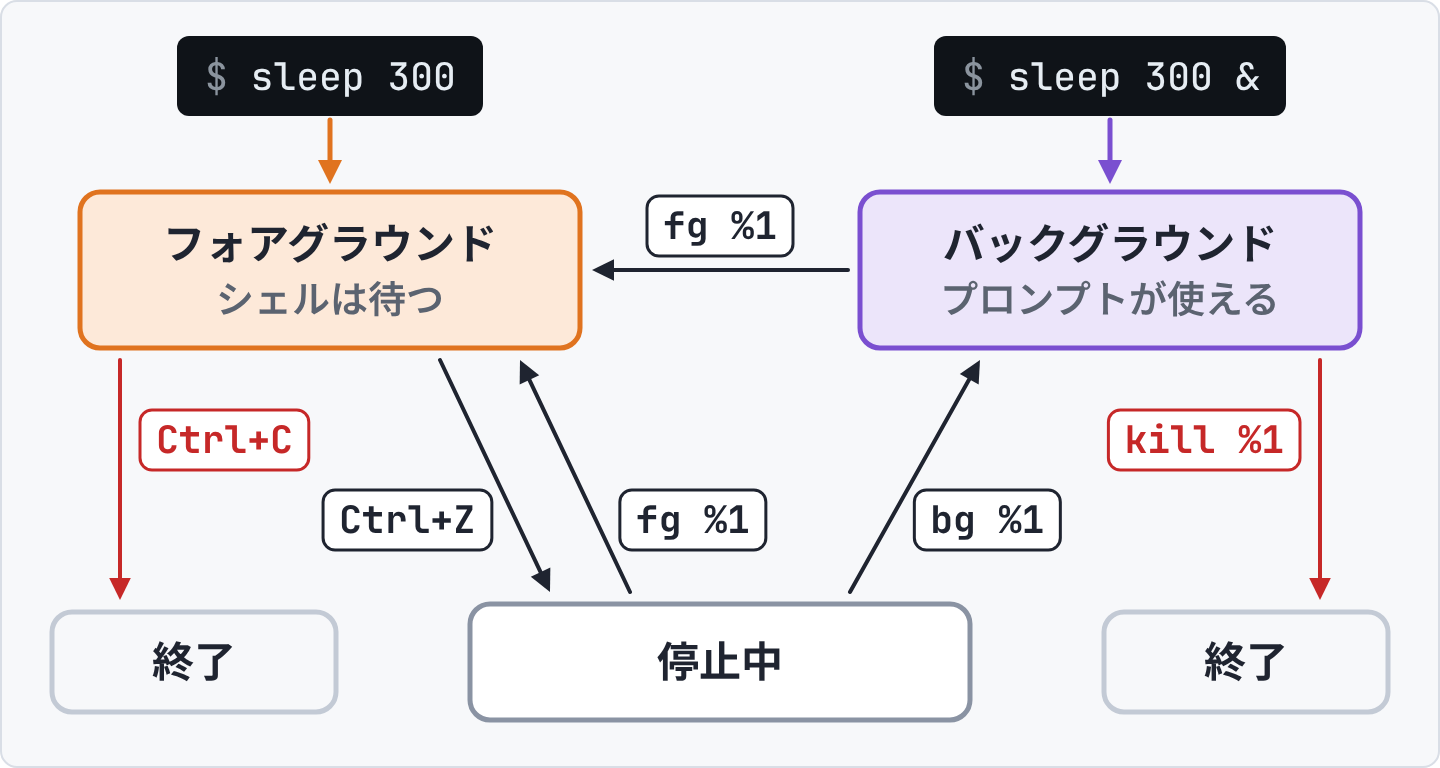 $ sleep 300
$ sleep 300 &
フォアグラウンド
シェルは待つ
fg %1
バックグラウンド
プロンプトが使える
Ctrl+C
kill %1
Ctrl+Z
fg %1
bg %1
終了
停止中
終了